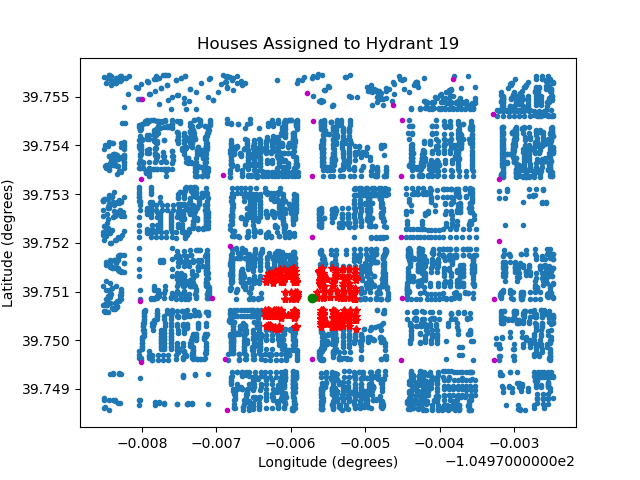 Houses Assigned to Hydrant 19
39.755
39.754
39.753
39.752
39.751
39.750
39.749
Latitude (degrees)
−0.008 −0.007 −0.006 −0.005 −0.004 −0.003
Longitude (degrees)
−1.0497000000e2